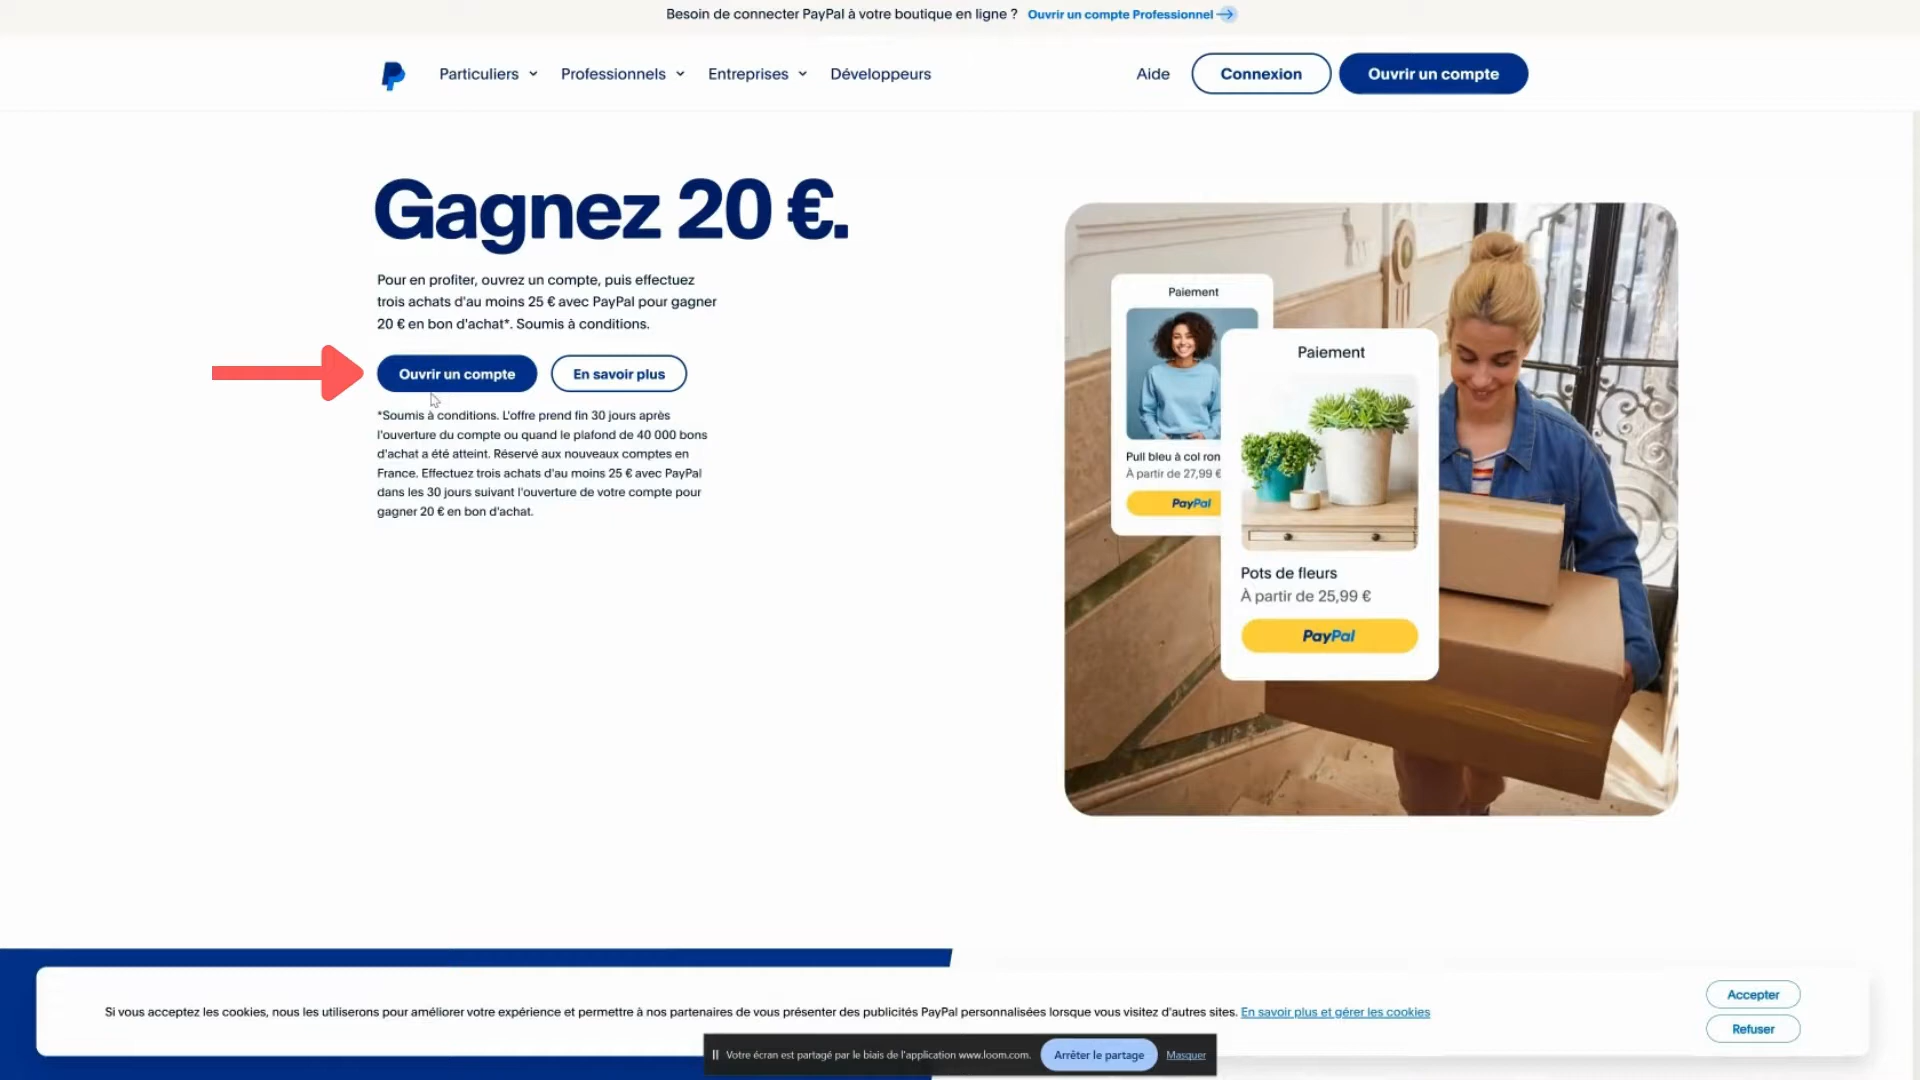 Besoin de connecter PayPal à votre boutique en ligne ? Ouvrir un compte Professionnel
Particuliers Professionnels Entreprises Développeurs Aide Connexion Ouvrir un compte
Gagnez 20 €.
Pour en profiter, ouvrez un compte, puis effectuez
trois achats d'au moins 25 € avec PayPal pour gagner
20 € en bon d'achat*. Soumis à conditions.
Ouvrir un compte En savoir plus
*Soumis à conditions. L'offre prend fin 30 jours après
l'ouverture du compte ou quand le plafond de 40 000 bons
d'achat a été atteint. Réservé aux nouveaux comptes en
France. Effectuez trois achats d'au moins 25 € avec PayPal
dans les 30 jours suivant l'ouverture de votre compte pour
gagner 20 € en bon d'achat.
Paiement
Pull bleu à col ron
À partir de 27,99 €
PayPal
Paiement
Pots de fleurs
À partir de 25,99 €
PayPal
Si vous acceptez les cookies, nous les utiliserons pour améliorer votre expérience et permettre à nos partenaires de vous présenter des publicités PayPal personnalisées lorsque vous visitez d'autres sites. En savoir plus et gérer les cookies
Accepter
Refuser
Votre écran est partagé par le biais de l'application www.loom.com. Arrêter le partage Masquer